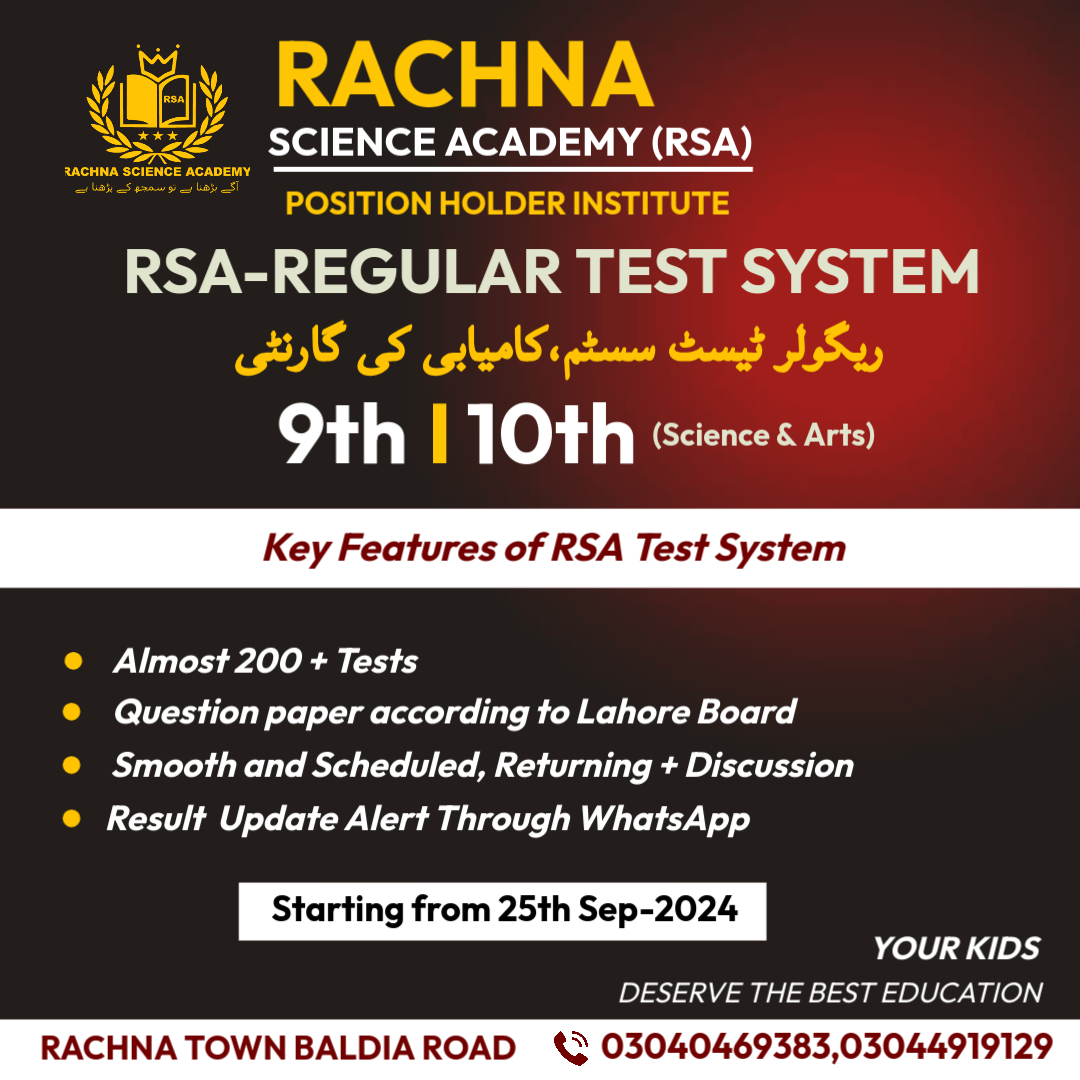 RSA
RACHNA SCIENCE ACADEMY
آگے بڑھنا ہے تو سمجھ کے پڑھنا ہے
RACHNA
SCIENCE ACADEMY (RSA)
POSITION HOLDER INSTITUTE
RSA-REGULAR TEST SYSTEM
ریگولر ٹیسٹ سسٹم،کامیابی کی گارنٹی
9th | 10th (Science & Arts)
Key Features of RSA Test System
Almost 200 + Tests
Question paper according to Lahore Board
Smooth and Scheduled, Returning + Discussion
Result Update Alert Through WhatsApp
Starting from 25th Sep-2024
YOUR KIDS
DESERVE THE BEST EDUCATION
RACHNA TOWN BALDIA ROAD 03040469383,03044919129